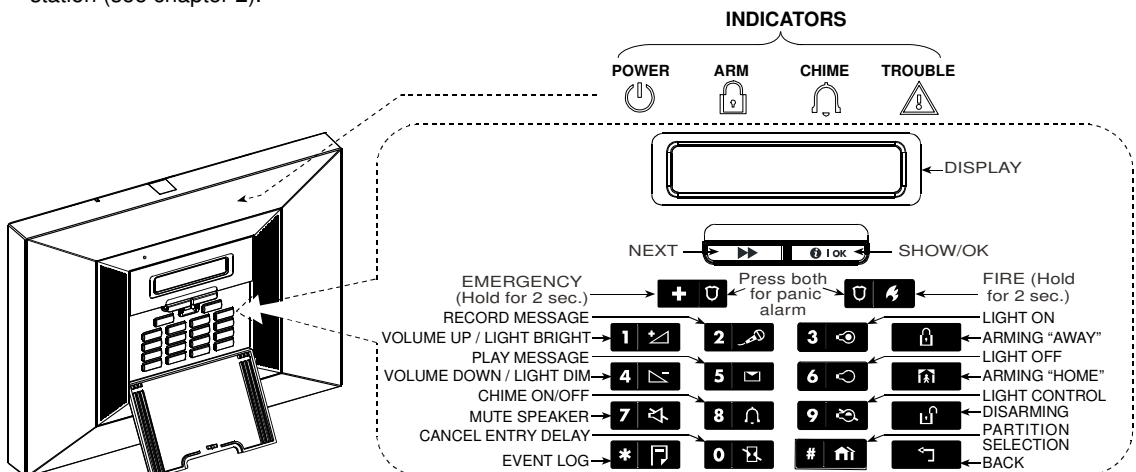 station (see chapter 2).
INDICATORS
POWER ARM CHIME TROUBLE
DISPLAY
NEXT i I OK SHOW/OK
EMERGENCY
(Hold for 2 sec.)
Press both
for panic
alarm
FIRE (Hold
for 2 sec.)
RECORD MESSAGE
LIGHT ON
VOLUME UP / LIGHT BRIGHT 1 2 3 ARMING “AWAY”
PLAY MESSAGE
LIGHT OFF
VOLUME DOWN / LIGHT DIM 4 5 6 ARMING “HOME”
CHIME ON/OFF
LIGHT CONTROL
MUTE SPEAKER 7 8 9 DISARMING
CANCEL ENTRY DELAY
PARTITION
SELECTION
EVENT LOG * 0 # BACK